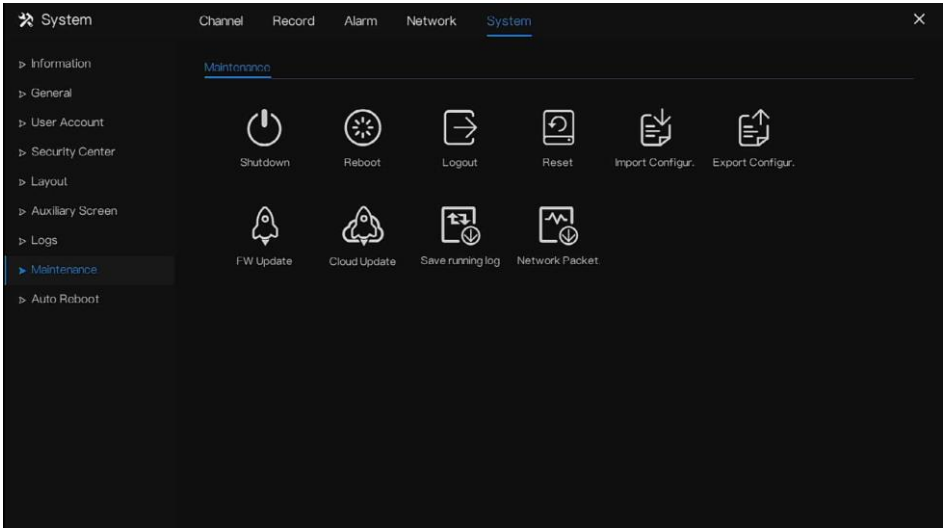 System
Channel Record Alarm Network System
Information
General
User Account
Security Center
Layout
Auxiliary Screen
Logs
Maintenance
Auto Reboot
Maintenance
Shutdown Reboot Logout Reset Import Configur. Export Configur.
FW Update Cloud Update Save running log Network Packet